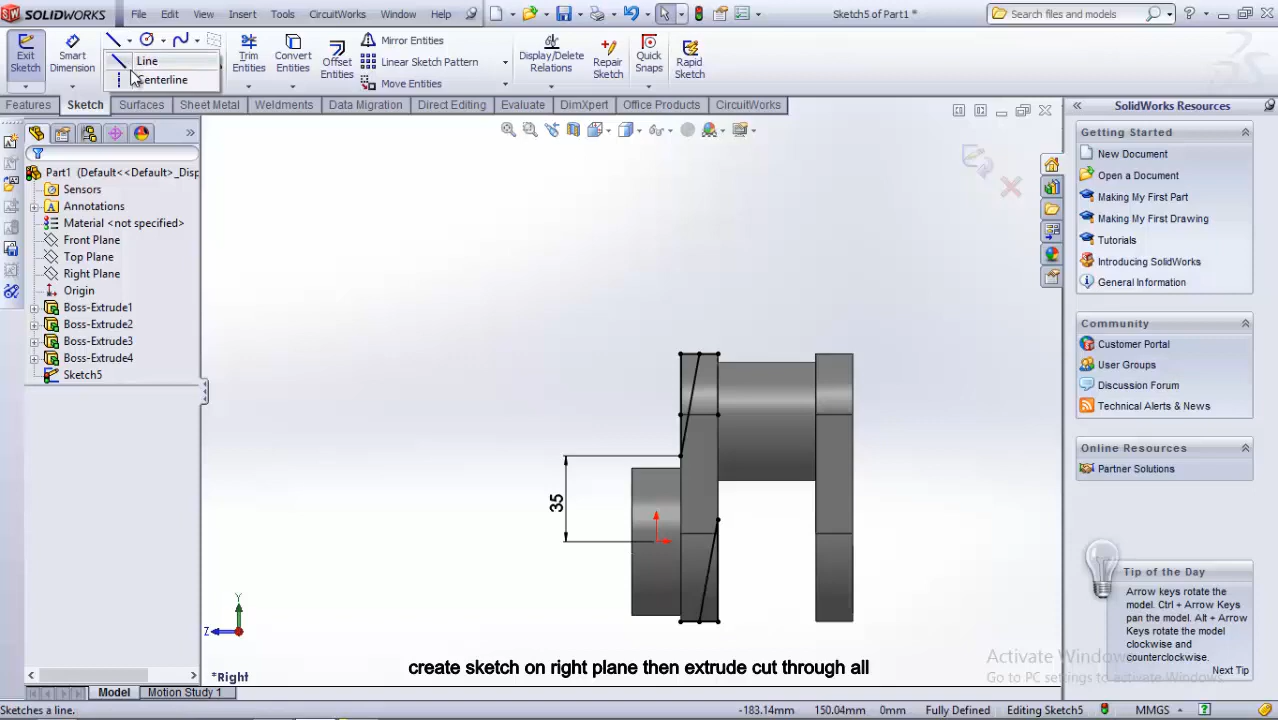 SOLIDWORKS File Edit View Insert Tools CircuitWorks Window Help Sketch5 of Part1 * Search files and models
Exit Sketch
Smart Dimension
Line
Centerline
Trim Entities
Convert Entities
Offset Entities
Mirror Entities
Linear Sketch Pattern
Move Entities
Display/Delete Relations
Repair Sketch
Quick Snaps
Rapid Sketch
Features Sketch Surfaces Sheet Metal Weldments Data Migration Direct Editing Evaluate DimXpert Office Products CircuitWorks
Part1 (Default<<Default>_Disp
Sensors
Annotations
Material <not specified>
Front Plane
Top Plane
Right Plane
Origin
Boss-Extrude1
Boss-Extrude2
Boss-Extrude3
Boss-Extrude4
Sketch5
35
Y
Z
*Right
create sketch on right plane then extrude cut through all
SolidWorks Resources
Getting Started
New Document
Open a Document
Making My First Part
Making My First Drawing
Tutorials
Introducing SolidWorks
General Information
Community
Customer Portal
User Groups
Discussion Forum
Technical Alerts & News
Online Resources
Partner Solutions
Tip of the Day
Arrow keys rotate the
model. Ctrl + Arrow Keys
pan the model. Alt + Arrow
Keys rotate the model
clockwise and
counterclockwise.
Next Tip
Activate Windows
Go to PC settings to activate Windows.
Model Motion Study 1
Sketches a line. -183.14mm 150.04mm 0mm Fully Defined Editing Sketch5 MMGS